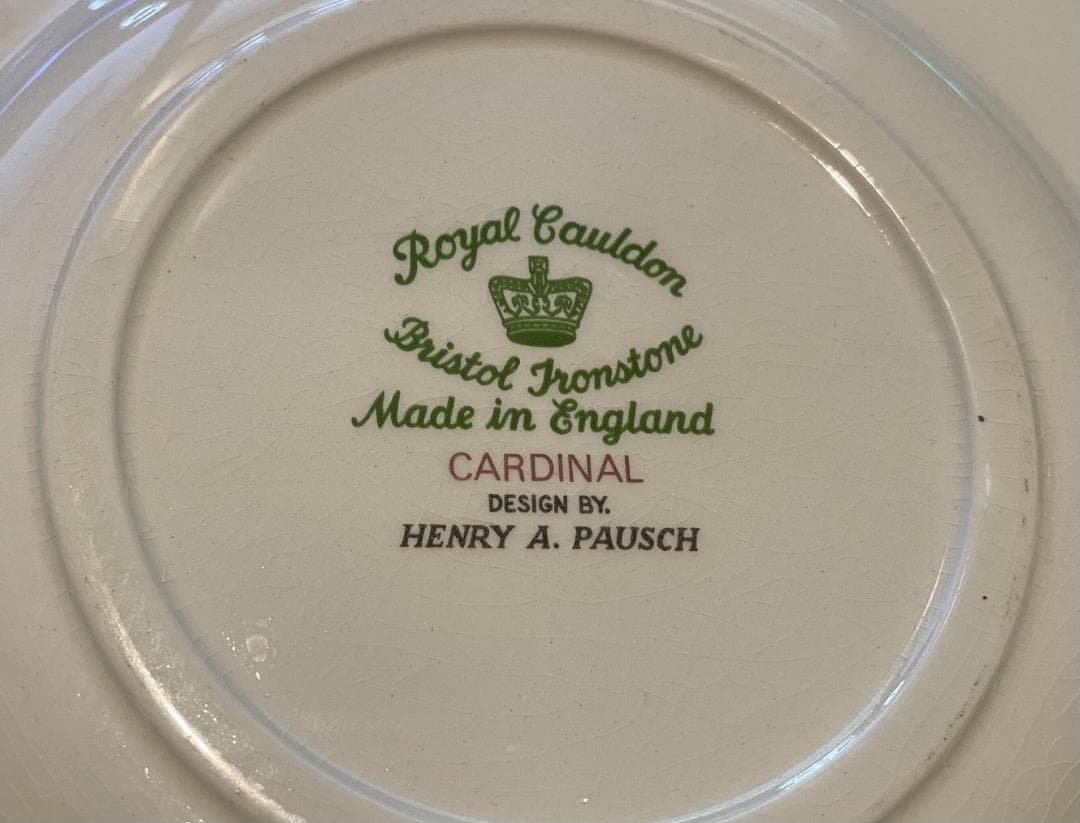 Royal Cauldon
Bristol Ironstone
Made in England
CARDINAL
DESIGN BY.
HENRY A. PAUSCH